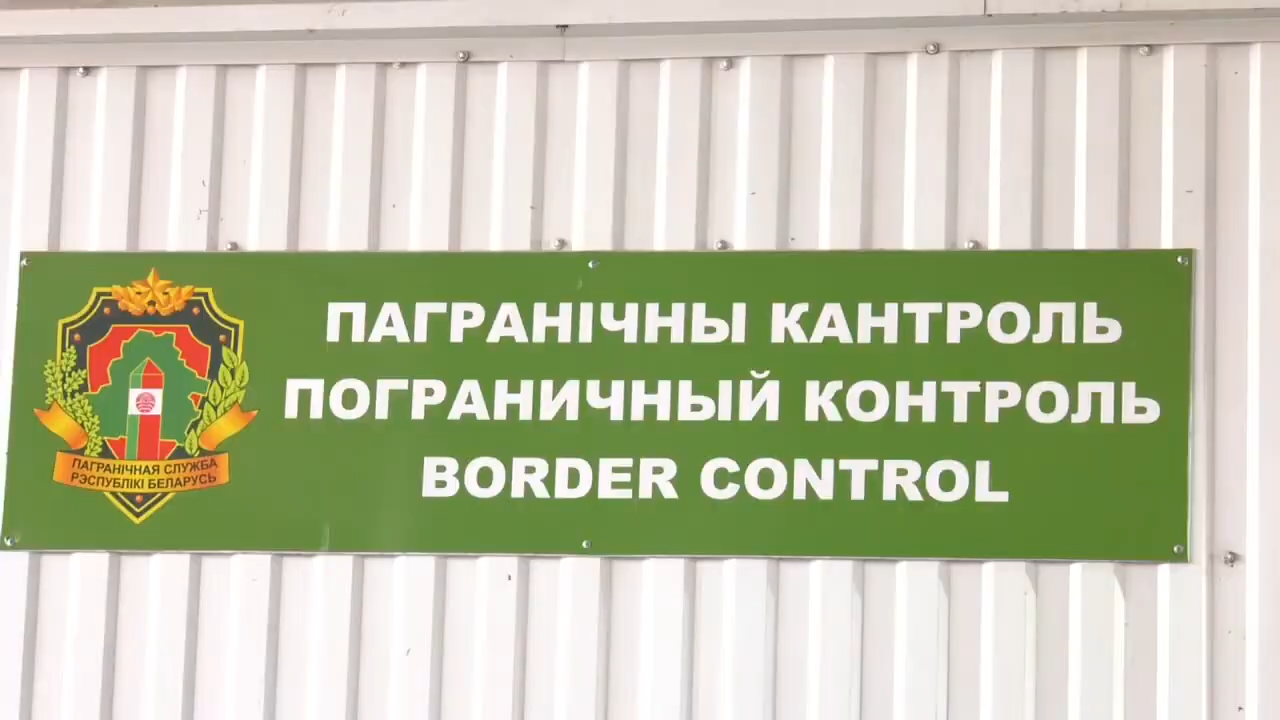 ПАГРАНІЧНЫ КАНТРОЛЬ
ПОГРАНИЧНЫЙ КОНТРОЛЬ
BORDER CONTROL
ПАГРАНІЧНАЯ СЛУЖБА
РЭСПУБЛІКІ БЕЛАРУСЬ